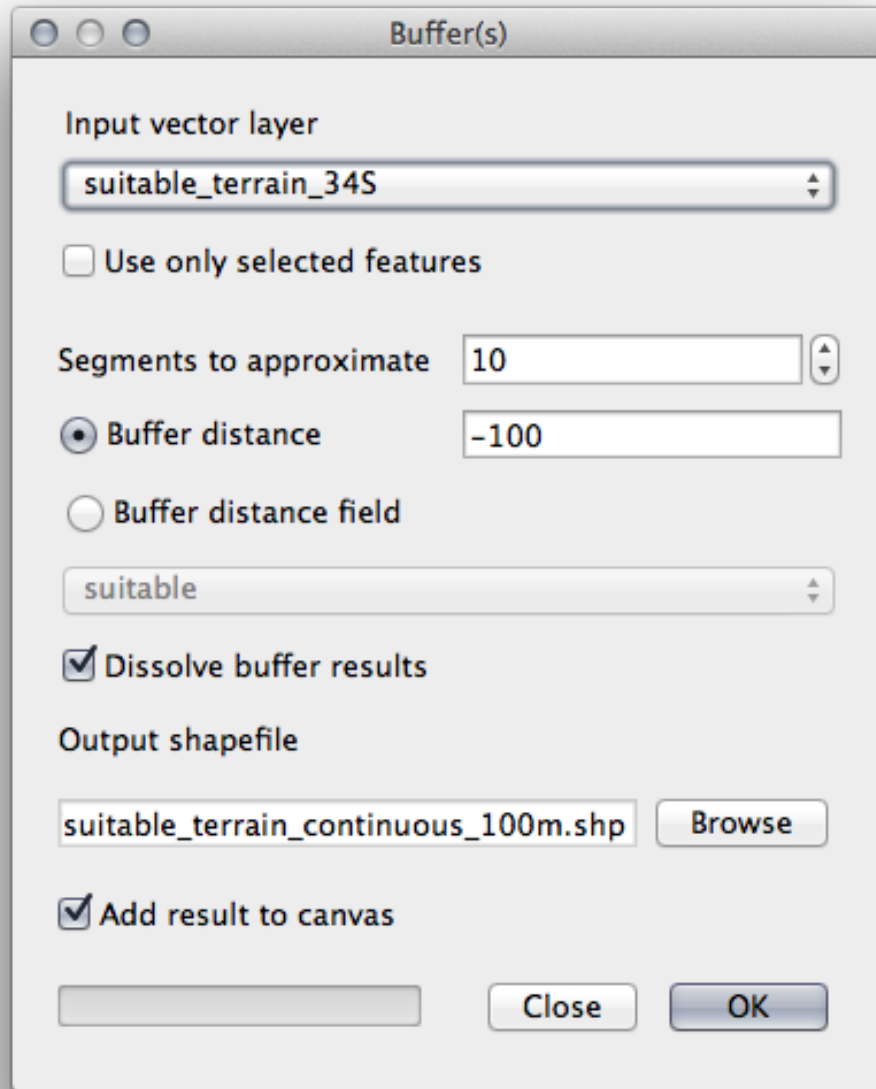 Buffer(s)
Input vector layer
suitable_terrain_34S
Use only selected features
Segments to approximate 10
Buffer distance -100
Buffer distance field
suitable
Dissolve buffer results
Output shapefile
suitable_terrain_continuous_100m.shp Browse
Add result to canvas
Close OK